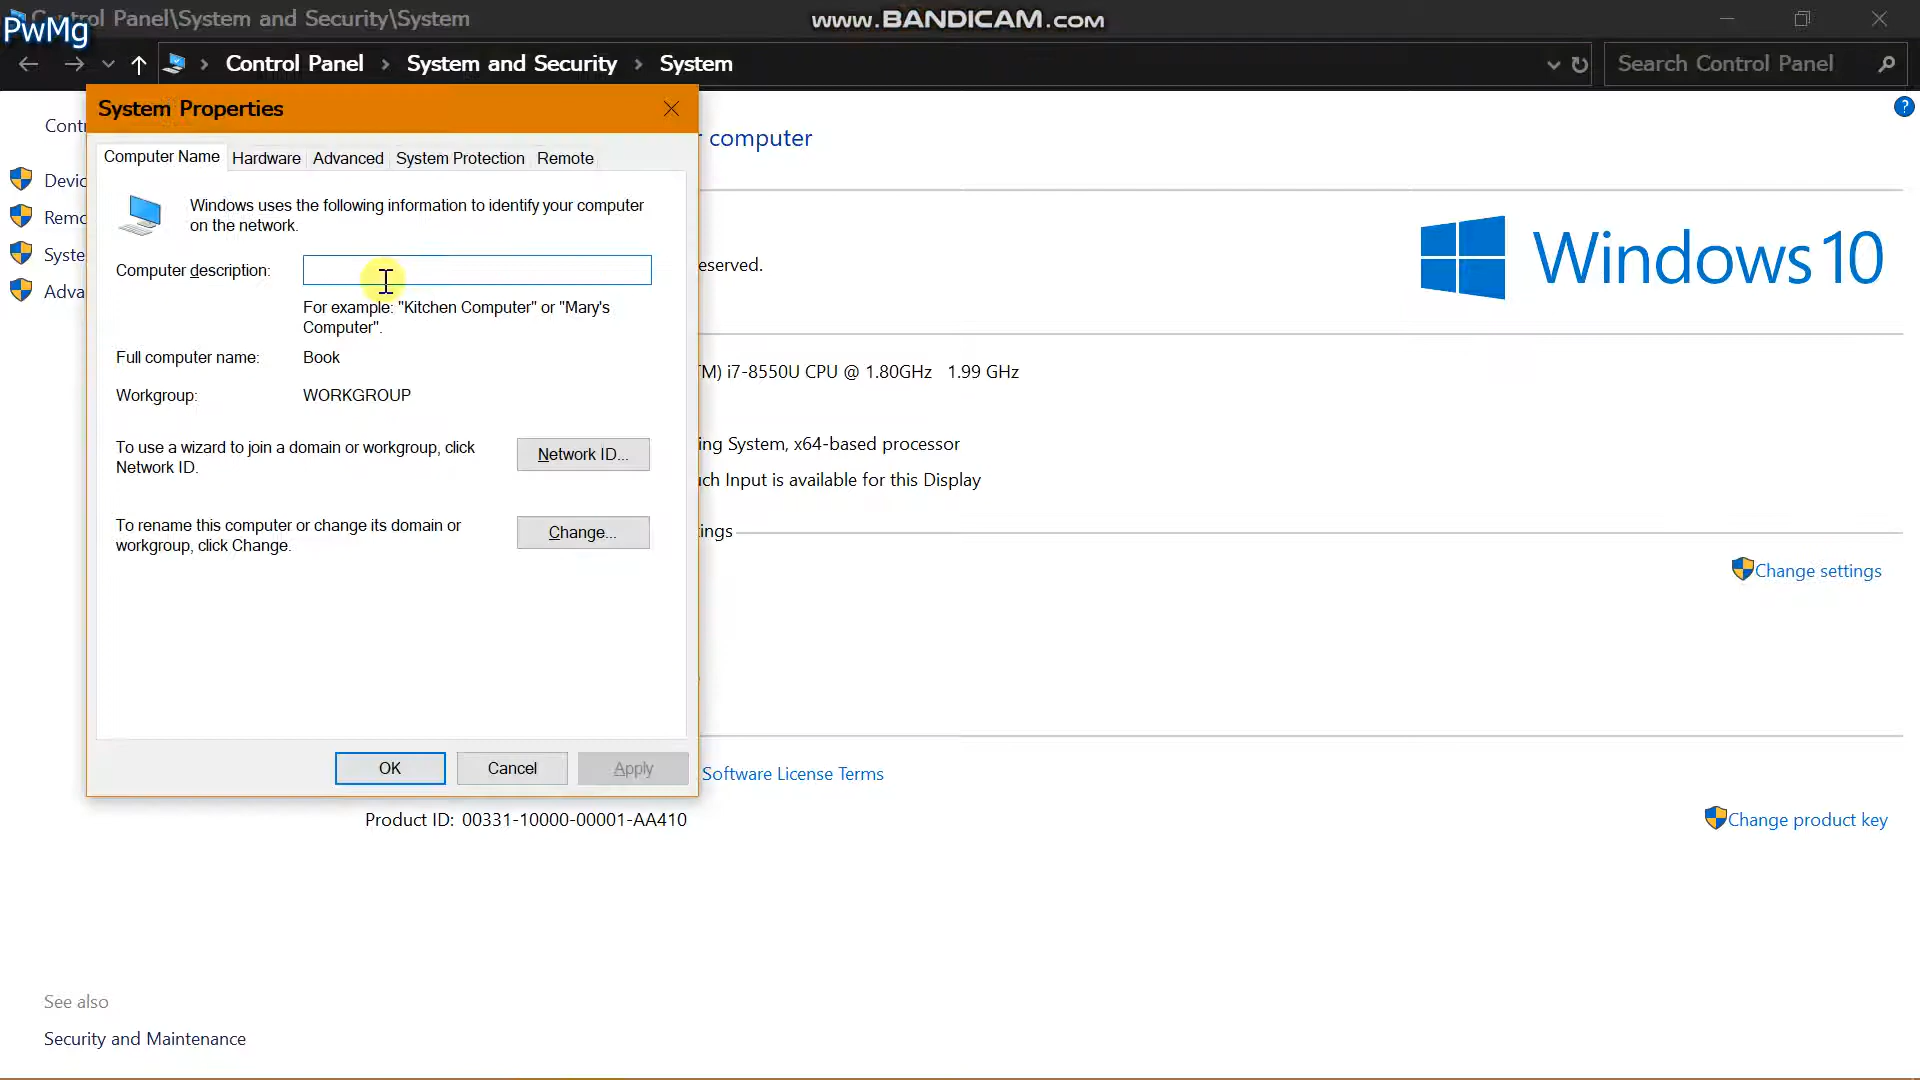 Control Panel\System and Security\System
PwMg
www.BANDICAM.com
Control Panel > System and Security > System
Search Control Panel
System Properties
Computer Name Hardware Advanced System Protection Remote
Windows uses the following information to identify your computer
on the network.
Computer description:
For example: "Kitchen Computer" or "Mary's
Computer".
Full computer name: Book
Workgroup: WORKGROUP
To use a wizard to join a domain or workgroup, click
Network ID.
Network ID...
To rename this computer or change its domain or
workgroup, click Change.
Change...
OK Cancel Apply
computer
?
eserved.
Windows 10
M) i7-8550U CPU @ 1.80GHz 1.99 GHz
ing System, x64-based processor
uch Input is available for this Display
ings
Change settings
Software License Terms
Product ID: 00331-10000-00001-AA410
Change product key
Contr
Devic
Remo
Syste
Adva
See also
Security and Maintenance